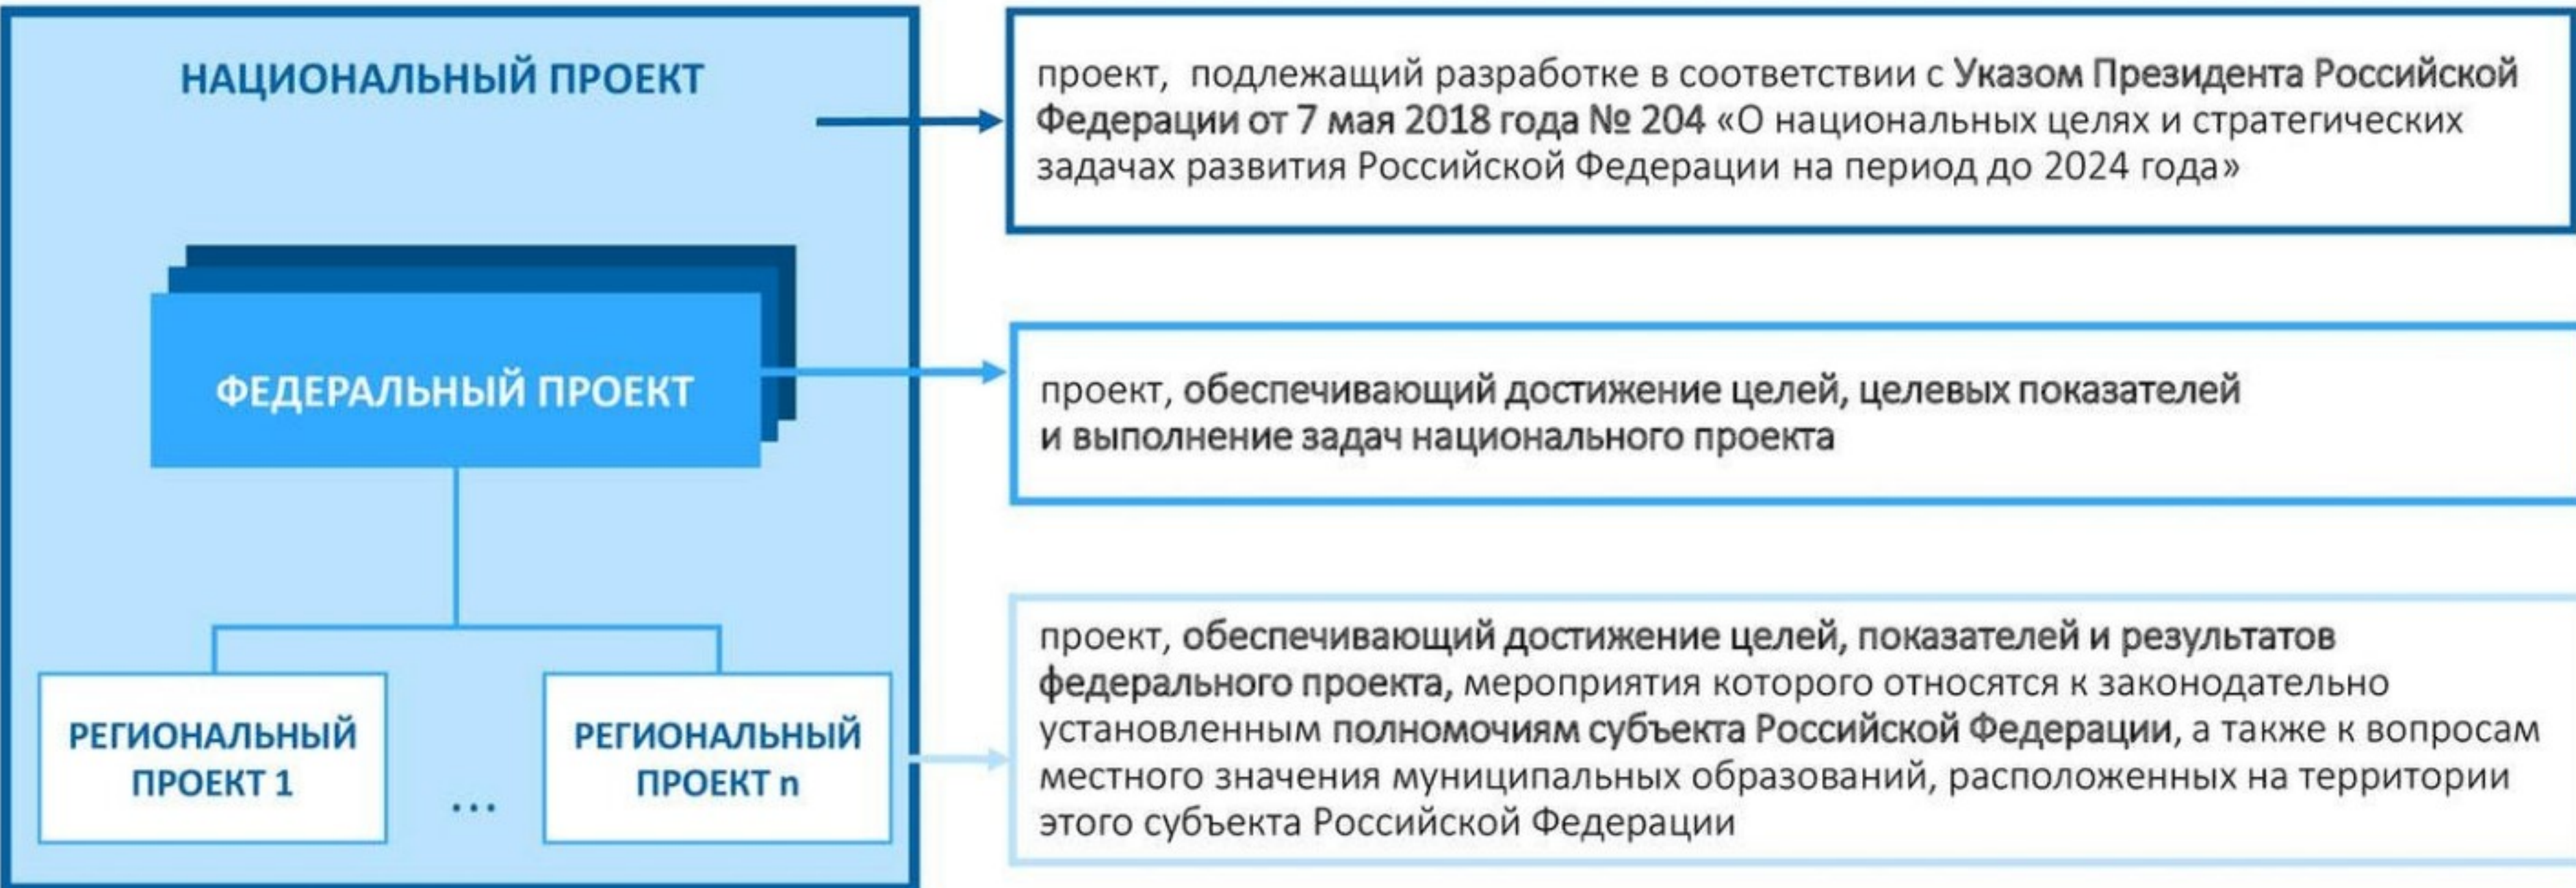 НАЦИОНАЛЬНЫЙ ПРОЕКТ
проект, подлежащий разработке в соответствии с Указом Президента Российской
Федерации от 7 мая 2018 года № 204 «О национальных целях и стратегических
задачах развития Российской Федерации на период до 2024 года»
ФЕДЕРАЛЬНЫЙ ПРОЕКТ
проект, обеспечивающий достижение целей, целевых показателей
и выполнение задач национального проекта
РЕГИОНАЛЬНЫЙ
ПРОЕКТ 1
...
РЕГИОНАЛЬНЫЙ
ПРОЕКТ n
проект, обеспечивающий достижение целей, показателей и результатов
федерального проекта, мероприятия которого относятся к законодательно
установленным полномочиям субъекта Российской Федерации, а также к вопросам
местного значения муниципальных образований, расположенных на территории
этого субъекта Российской Федерации